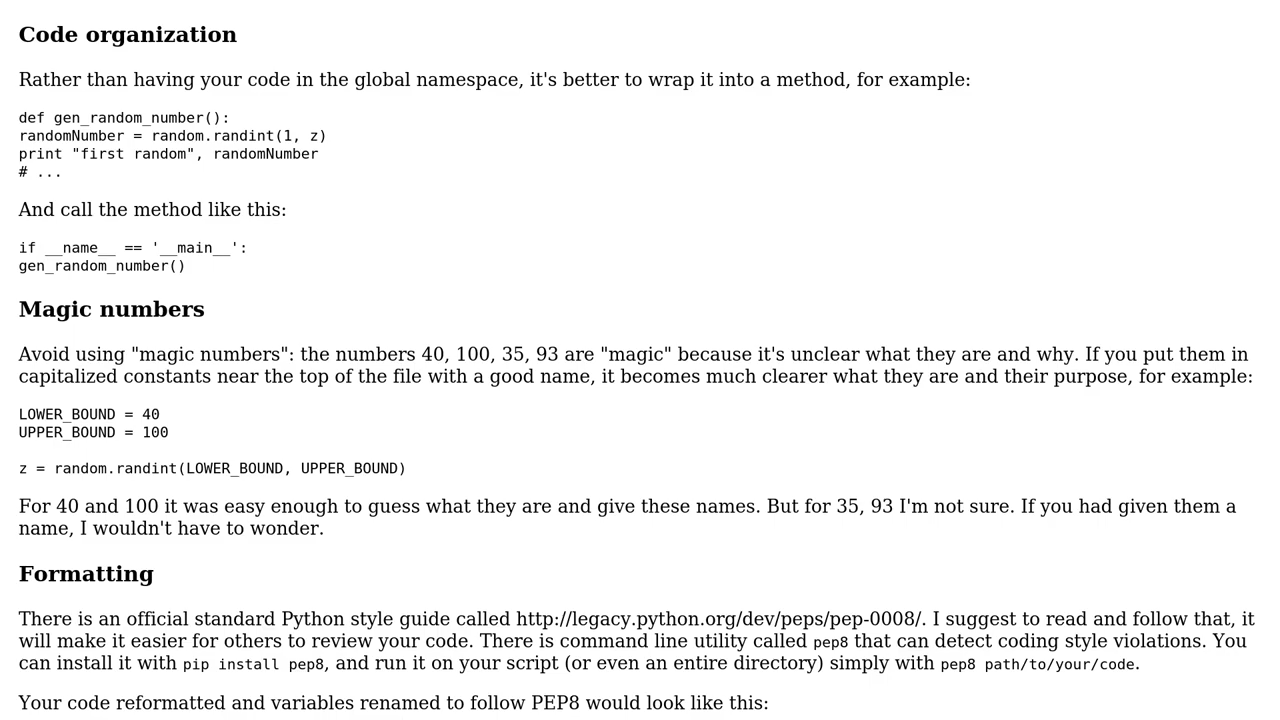 Code organization
Rather than having your code in the global namespace, it's better to wrap it into a method, for example:
def gen_random_number():
randomNumber = random.randint(1, z)
print "first random", randomNumber
# ...
And call the method like this:
if __name__ == '__main__':
gen_random_number()
Magic numbers
Avoid using "magic numbers": the numbers 40, 100, 35, 93 are "magic" because it's unclear what they are and why. If you put them in
capitalized constants near the top of the file with a good name, it becomes much clearer what they are and their purpose, for example:
LOWER_BOUND = 40
UPPER_BOUND = 100
z = random.randint(LOWER_BOUND, UPPER_BOUND)
For 40 and 100 it was easy enough to guess what they are and give these names. But for 35, 93 I'm not sure. If you had given them a
name, I wouldn't have to wonder.
Formatting
There is an official standard Python style guide called http://legacy.python.org/dev/peps/pep-0008/. I suggest to read and follow that, it
will make it easier for others to review your code. There is command line utility called pep8 that can detect coding style violations. You
can install it with pip install pep8, and run it on your script (or even an entire directory) simply with pep8 path/to/your/code.
Your code reformatted and variables renamed to follow PEP8 would look like this: